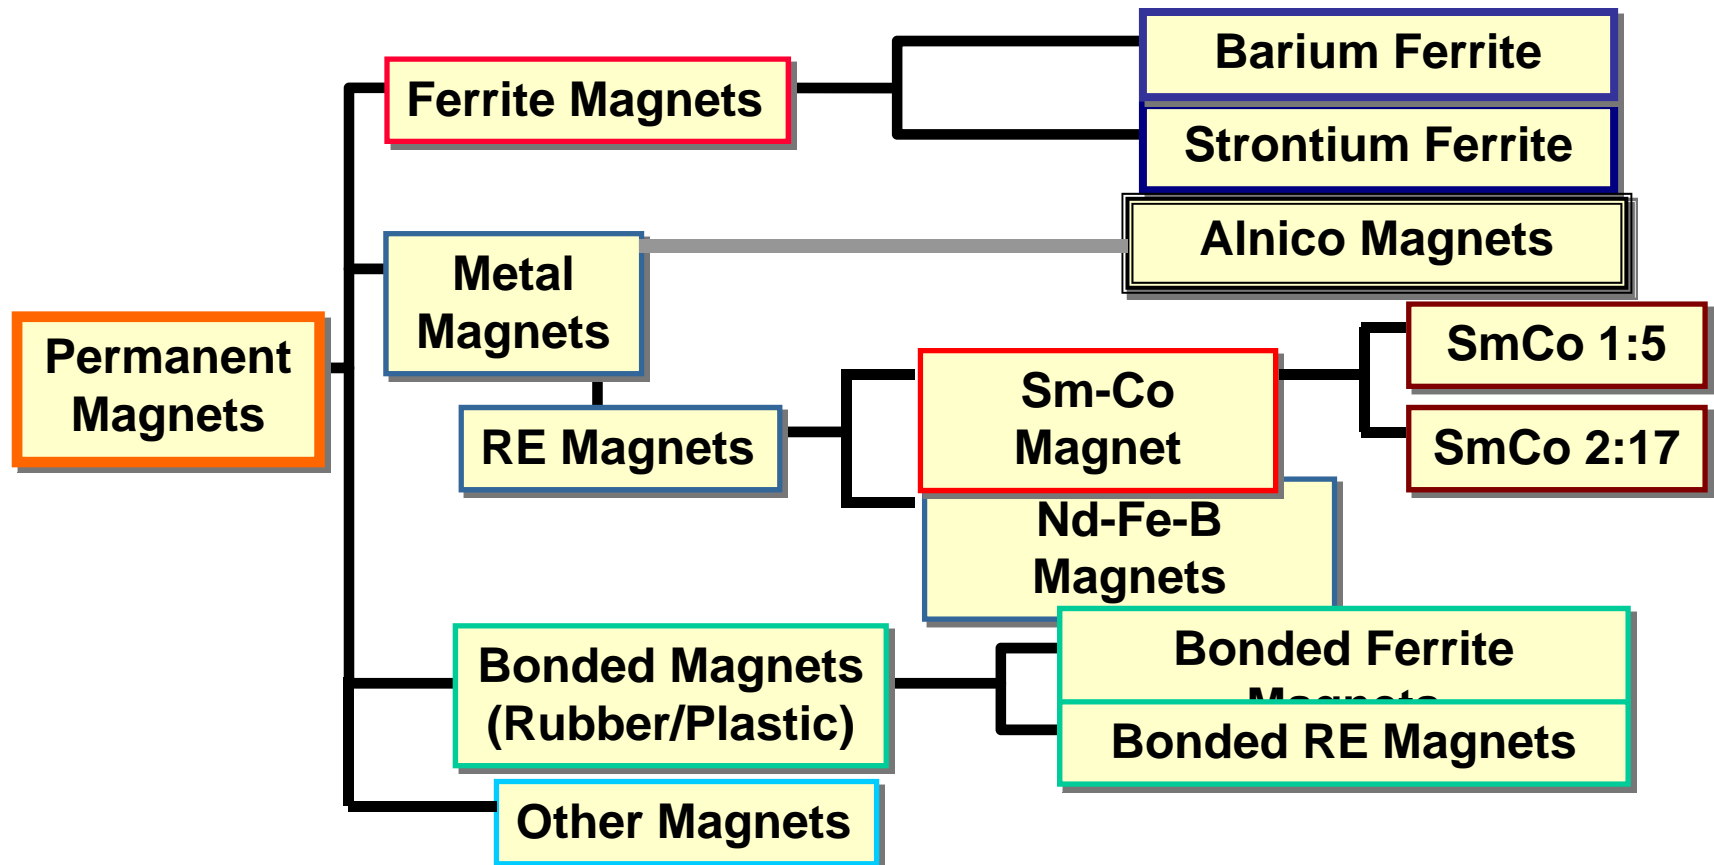 Barium Ferrite
Ferrite Magnets
Strontium Ferrite
Alnico Magnets
Metal
Magnets
Permanent
Magnets
SmCo 1:5
Sm-Co
Magnet
RE Magnets
SmCo 2:17
Nd-Fe-B
Magnets
Bonded Magnets
(Rubber/Plastic)
Bonded Ferrite
Magnets
Bonded RE Magnets
Other Magnets